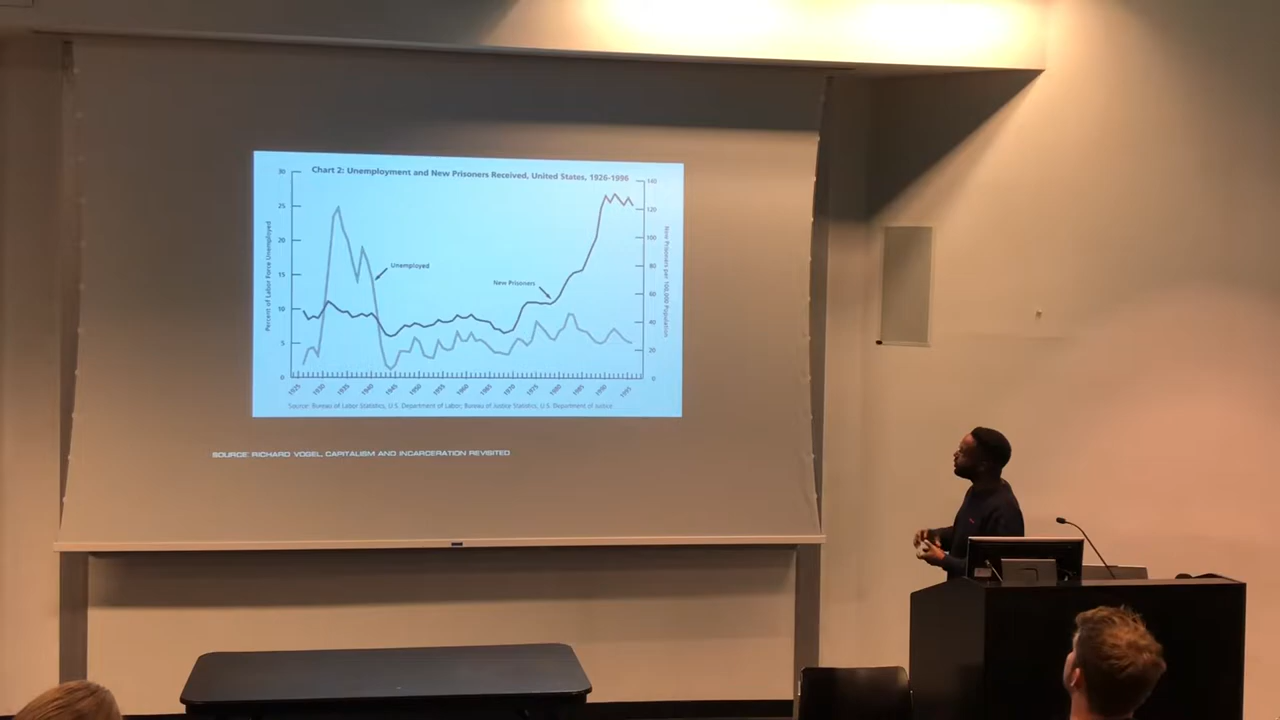 Chart 2: Unemployment and New Prisoners Received, United States, 1926-1996
30
25
20
15
10
5
0
Percent of Labor Force Unemployed
140
120
100
80
60
40
20
0
New Prisoners per 100,000 Population
Unemployed
New Prisoners
1925 1930 1935 1940 1945 1950 1955 1960 1965 1970 1975 1980 1985 1990 1995
Source: Bureau of Labor Statistics, U.S. Department of Labor; Bureau of Justice Statistics, U.S. Department of Justice
SOURCE: RICHARD VOGEL, CAPITALISM AND INCARCERATION REVISITED